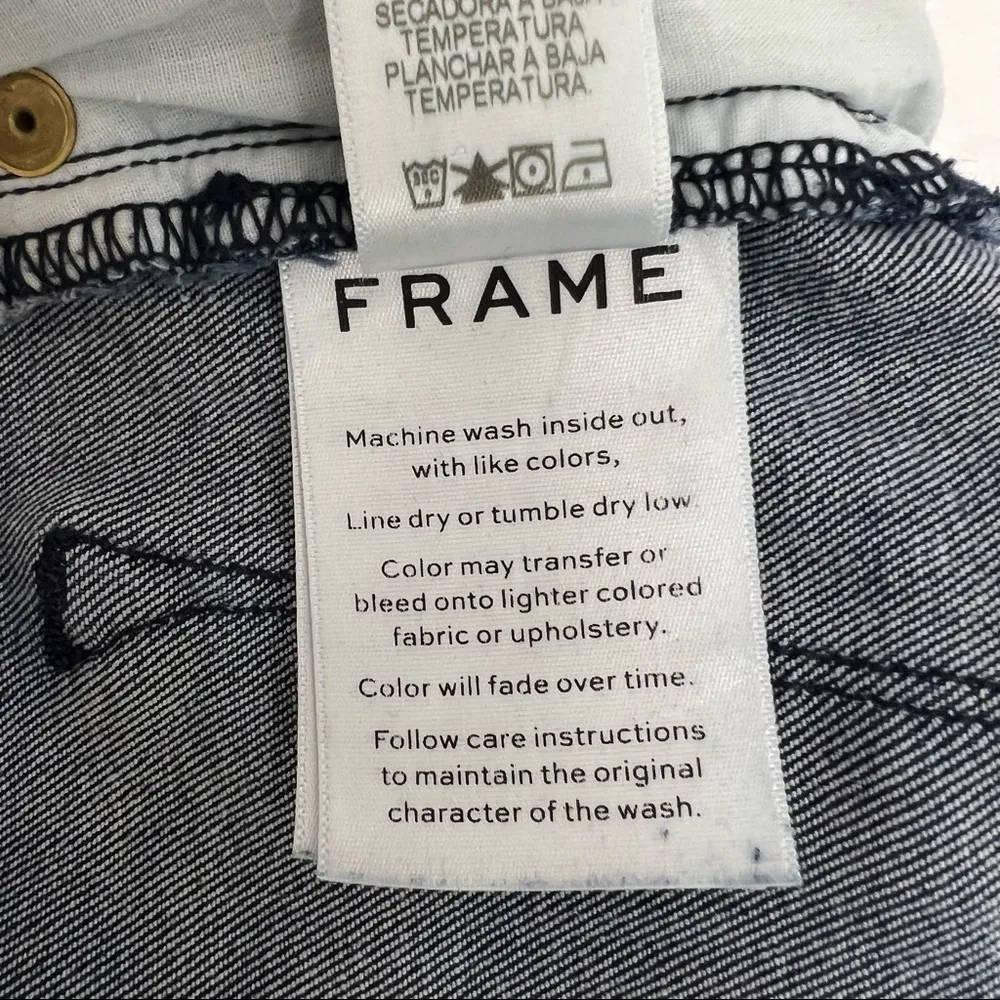 SECADORA A BAJA
TEMPERATURA
PLANCHAR A BAJA
TEMPERATURA.
30C
FRAME
Machine wash inside out,
with like colors,
Line dry or tumble dry low.
Color may transfer or
bleed onto lighter colored
fabric or upholstery.
Color will fade over time.
Follow care instructions
to maintain the original
character of the wash.